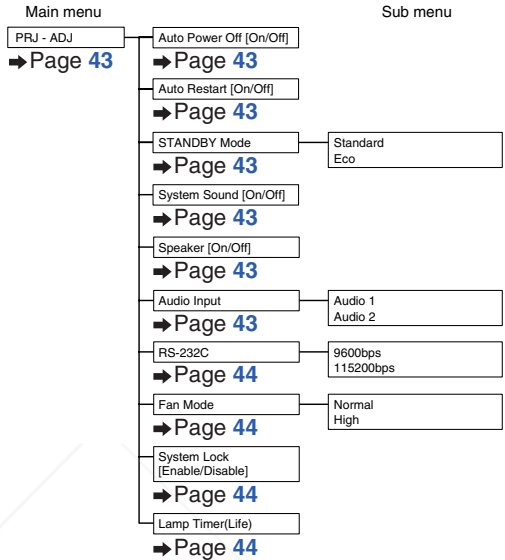 Main menu
Sub menu
PRJ - ADJ
➡Page 43
Auto Power Off [On/Off]
➡Page 43
Auto Restart [On/Off]
➡Page 43
STANDBY Mode
Standard
Eco
➡Page 43
System Sound [On/Off]
➡Page 43
Speaker [On/Off]
➡Page 43
Audio Input
Audio 1
Audio 2
➡Page 43
RS-232C
9600bps
115200bps
➡Page 44
Fan Mode
Normal
High
➡Page 44
System Lock
[Enable/Disable]
➡Page 44
Lamp Timer(Life)
➡Page 44